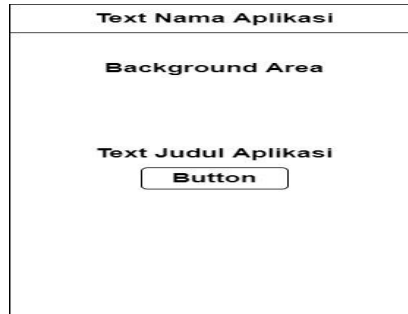 Text Nama Aplikasi
Background Area
Text Judul Aplikasi
Button